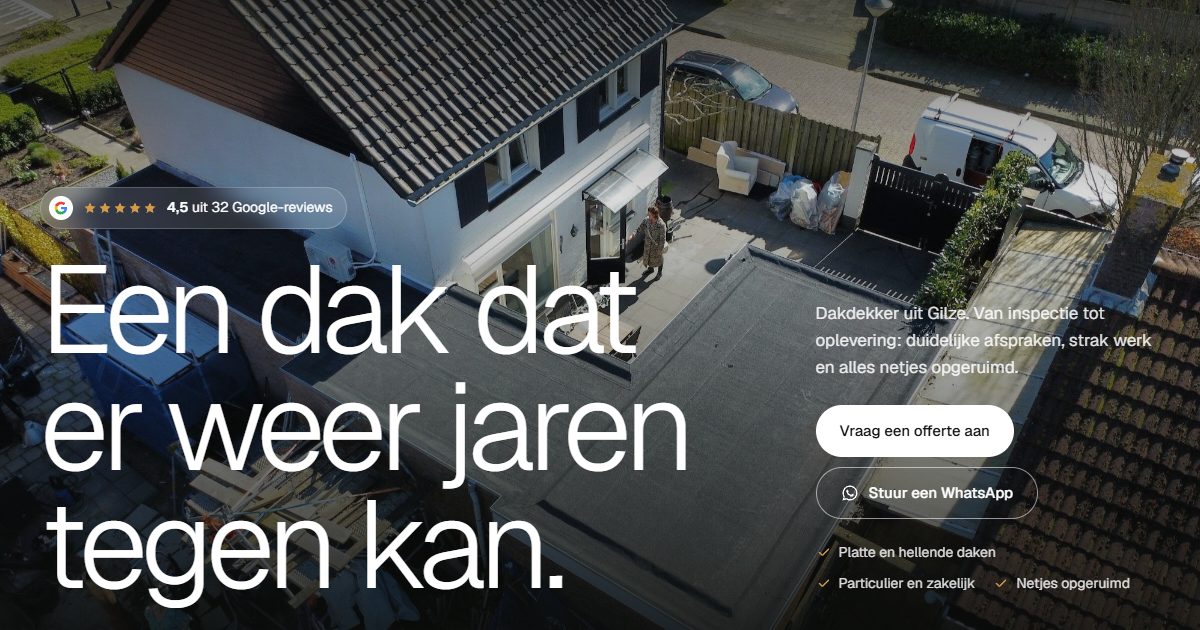 4,5 uit 32 Google-reviews
Een dak dat
er weer jaren
tegen kan.
Dakdekker uit Gilze. Van inspectie tot
oplevering: duidelijke afspraken, strak werk
en alles netjes opgeruimd.
Vraag een offerte aan
Stuur een WhatsApp
Platte en hellende daken
Particulier en zakelijk
Netjes opgeruimd